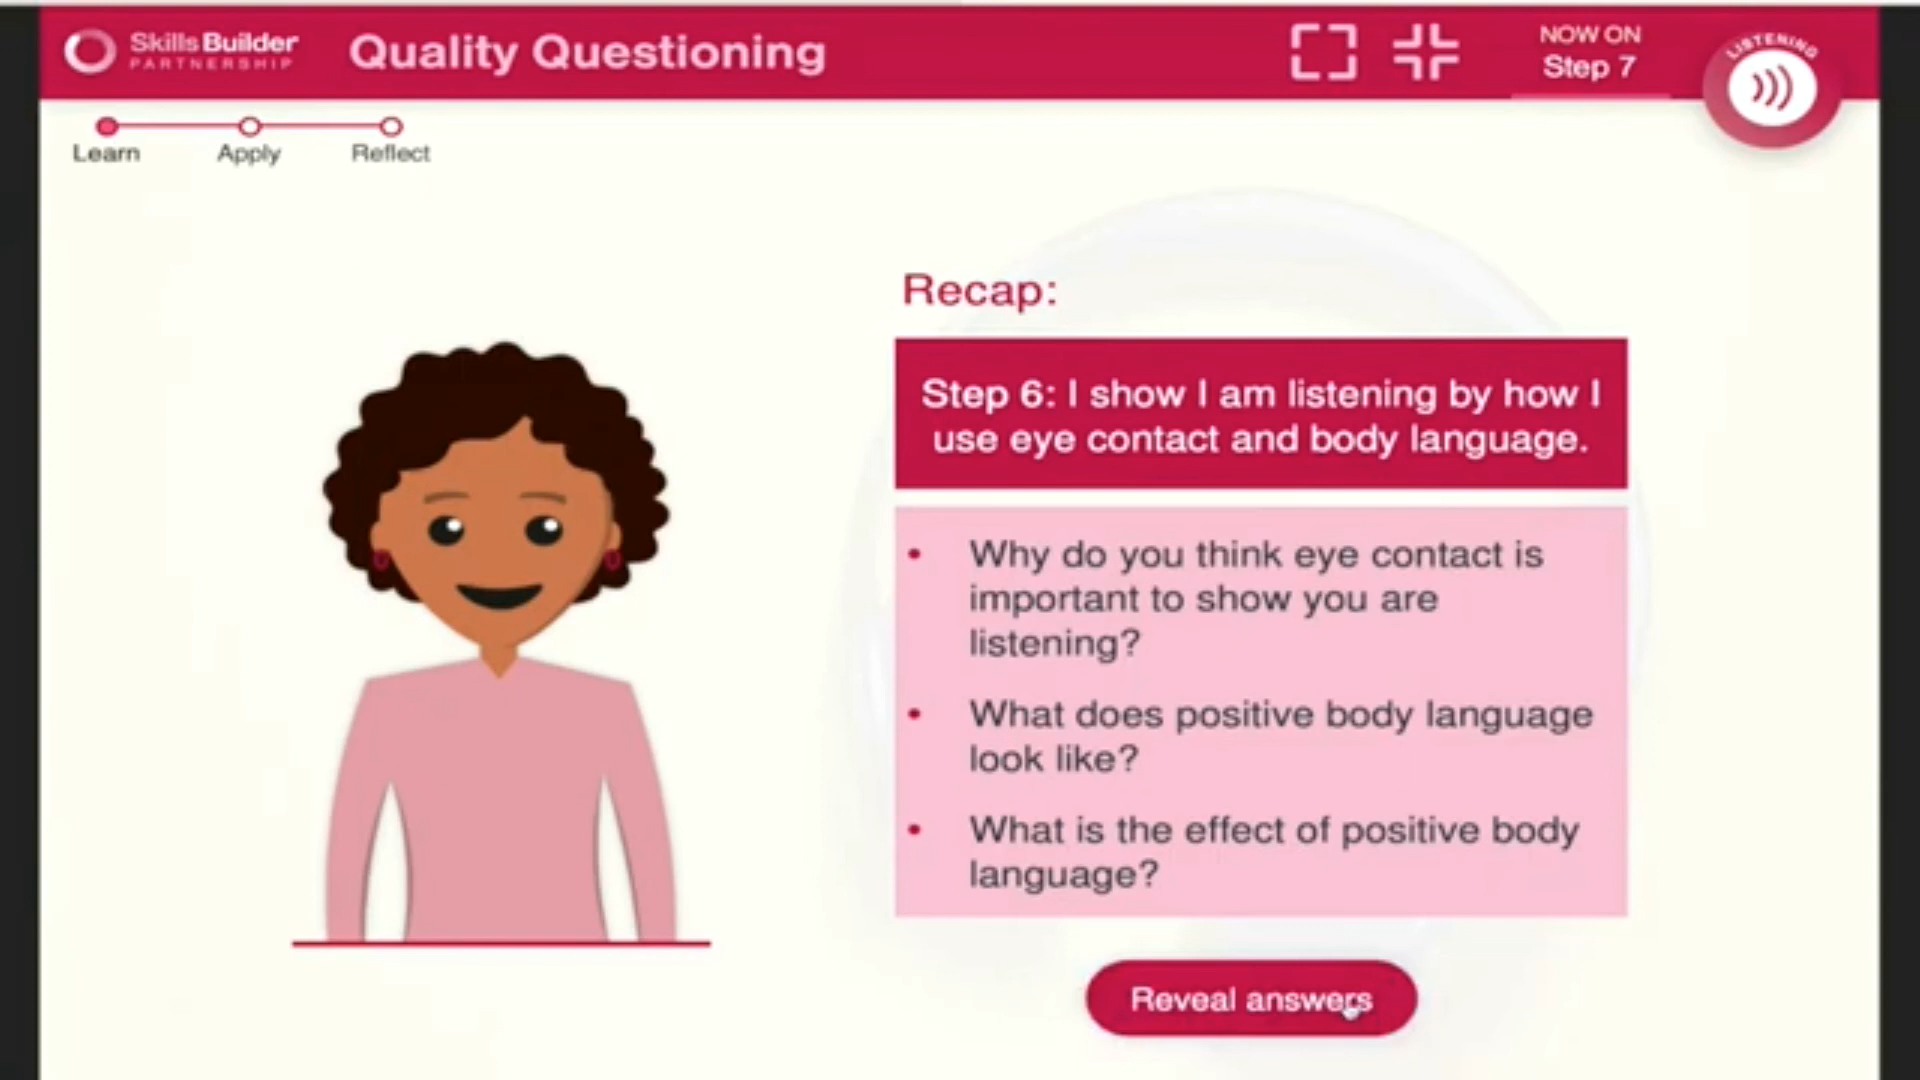 Skills Builder
PARTNERSHIP
Quality Questioning
NOW ON
Step 7
LISTENING
Learn
Apply
Reflect
Recap:
Step 6: I show I am listening by how I
use eye contact and body language.
• Why do you think eye contact is
important to show you are
listening?
• What does positive body language
look like?
• What is the effect of positive body
language?
Reveal answers